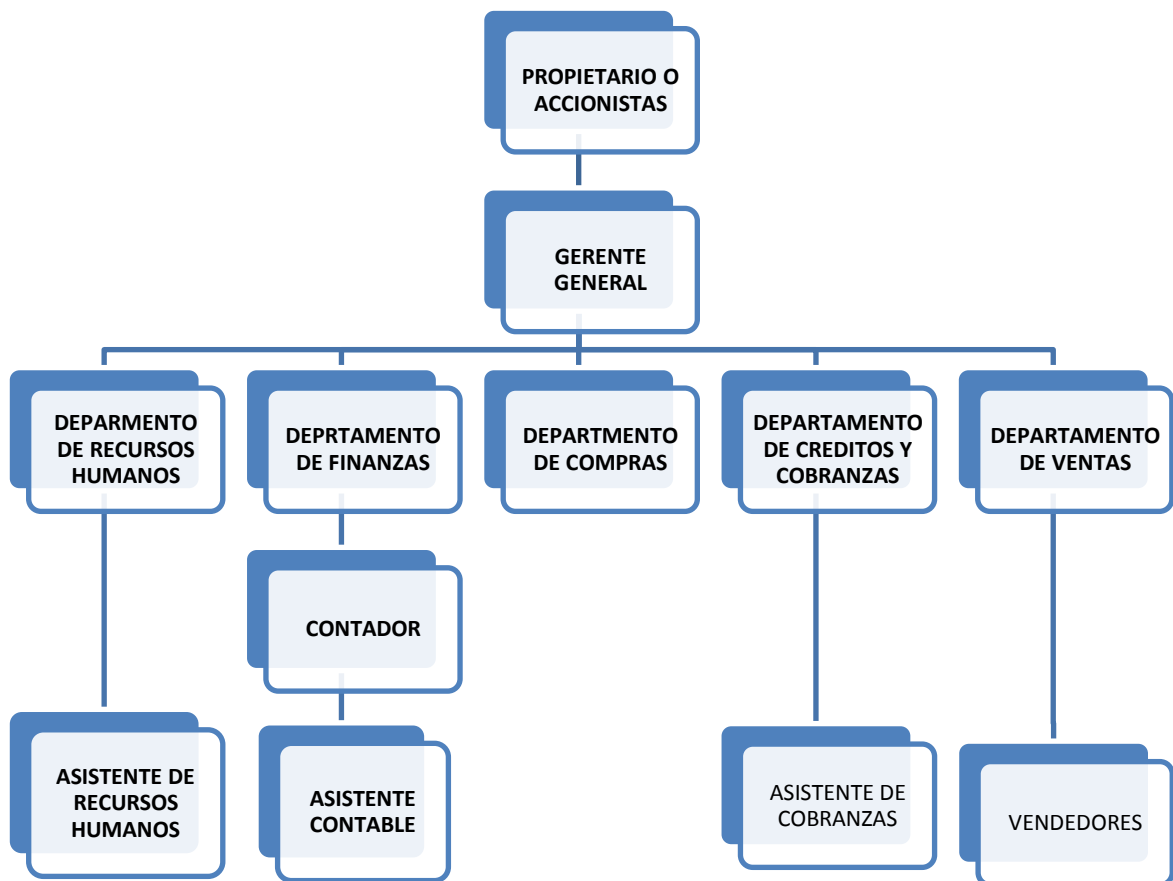 PROPIETARIO O
ACCIONISTAS
GERENTE
GENERAL
DEPARMENTO
DE RECURSOS
HUMANOS
DEPRTAMENTO
DE FINANZAS
DEPARTMENTO
DE COMPRAS
DEPARTAMENTO
DE CREDITOS Y
COBRANZAS
DEPARTAMENTO
DE VENTAS
CONTADOR
ASISTENTE DE
RECURSOS
HUMANOS
ASISTENTE
CONTABLE
ASISTENTE DE
COBRANZAS
VENDEDORES